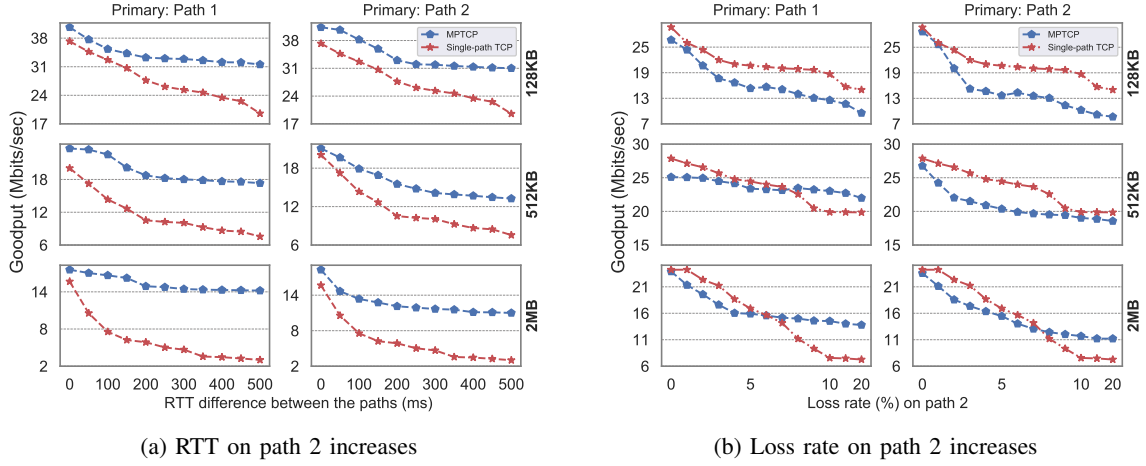 Primary: Path 1
Primary: Path 2
Goodput (Mbits/sec)
38
31
24
17
38
31
24
17
MPTCP
Single-path TCP
128KB
18
12
6
18
12
6
512KB
14
8
2
14
8
2
2MB
0 100 200 300 400 500
0 100 200 300 400 500
RTT difference between the paths (ms)
(a) RTT on path 2 increases
Primary: Path 1
Primary: Path 2
Goodput (Mbits/sec)
25
19
13
7
25
19
13
7
MPTCP
Single-path TCP
128KB
30
25
20
15
30
25
20
15
512KB
21
16
11
6
21
16
11
6
2MB
0 5 10 20
0 5 10 20
Loss rate (%) on path 2
(b) Loss rate on path 2 increases